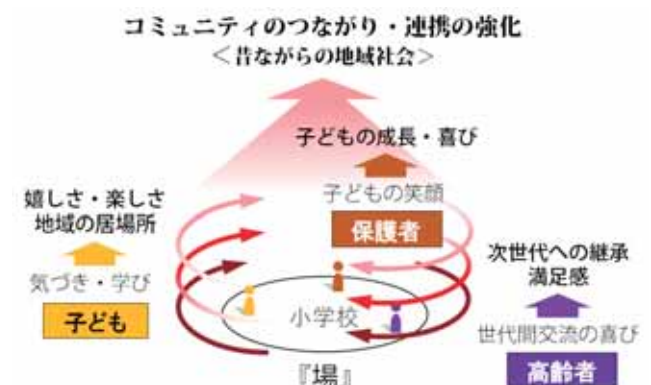 コミュニティのつながり・連携の強化
＜昔ながらの地域社会＞
子どもの成長・喜び
子どもの笑顔
保護者
嬉しさ・楽しさ
地域の居場所
気づき・学び
子ども
次世代への継承
満足感
世代間交流の喜び
高齢者
小学校
『場』